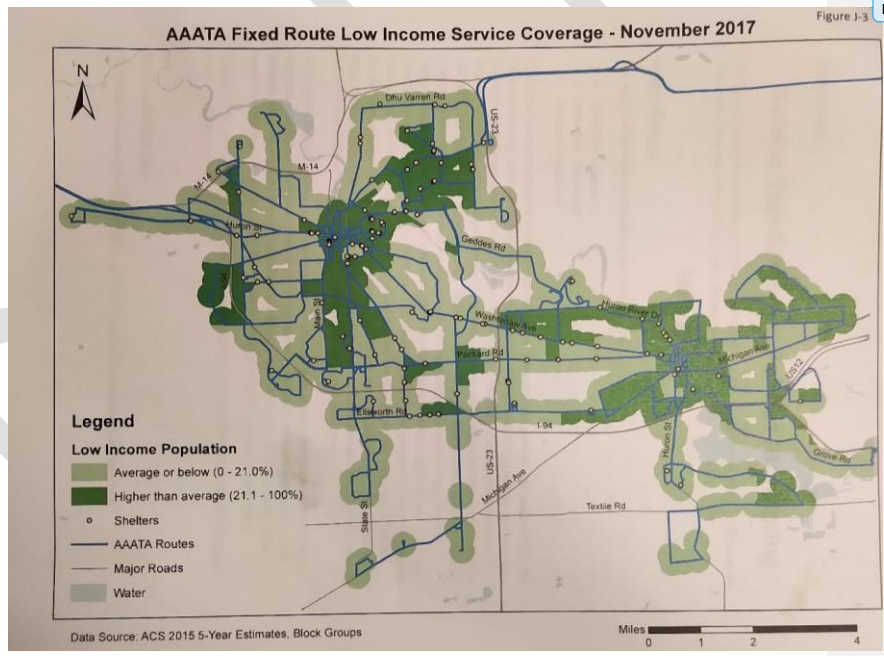 Figure J-3
AAATA Fixed Route Low Income Service Coverage - November 2017
N
Dhu Varren Rd
US-23
M-14
M-14
Huron St
Geddes Rd
I-94
Main St
Washtenaw Ave
Huron River Dr
Packard Rd
Michigan Ave
US12
Ellsworth Rd
I-94
Huron St
Grove Rd
US-23
Michigan Ave
State St
Textile Rd
Legend
Low Income Population
Average or below (0 - 21.0%)
Higher than average (21.1 - 100%)
Shelters
AAATA Routes
Major Roads
Water
Data Source: ACS 2015 5-Year Estimates, Block Groups
Miles
0 1 2 4